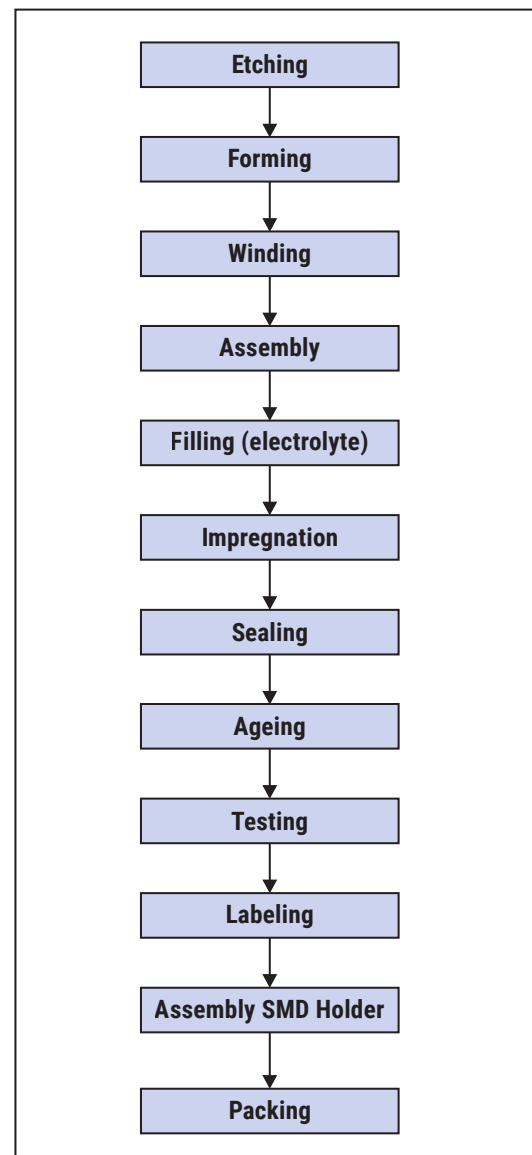 Etching
Forming
Winding
Assembly
Filling (electrolyte)
Impregnation
Sealing
Ageing
Testing
Labeling
Assembly SMD Holder
Packing